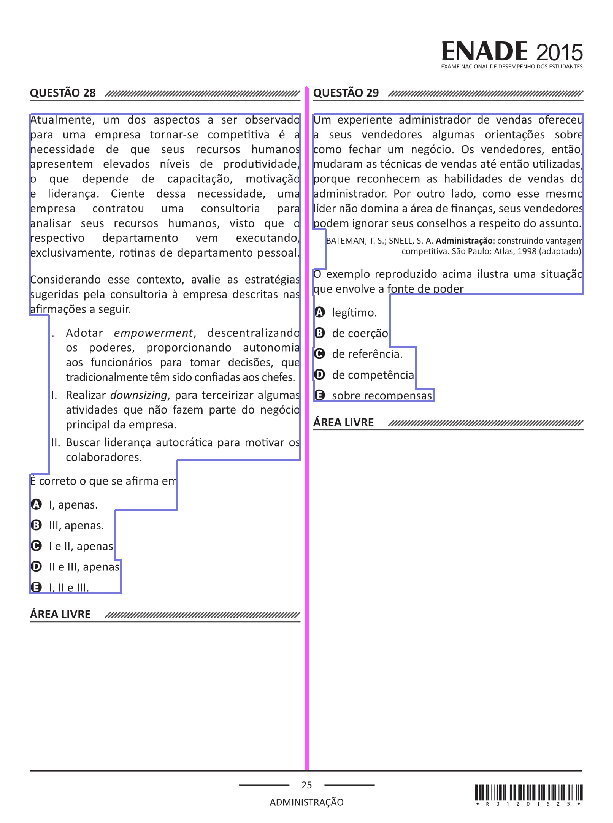 ENADE 2015
EXAME NACIONAL DE DESEMPENHO DOS ESTUDANTES
QUESTÃO 28
Atualmente, um dos aspectos a ser observado
para uma empresa tornar-se competitiva é a
necessidade de que seus recursos humanos
apresentem elevados níveis de produtividade,
o que depende de capacitação, motivação
e liderança. Ciente dessa necessidade, uma
empresa contratou uma consultoria para
analisar seus recursos humanos, visto que o
respectivo departamento vem executando,
exclusivamente, rotinas de departamento pessoal.
Considerando esse contexto, avalie as estratégias
sugeridas pela consultoria à empresa descritas nas
afirmações a seguir.
I. Adotar empowerment, descentralizando
os poderes, proporcionando autonomia
aos funcionários para tomar decisões, que
tradicionalmente têm sido confiadas aos chefes.
II. Realizar downsizing, para terceirizar algumas
atividades que não fazem parte do negócio
principal da empresa.
III. Buscar liderança autocrática para motivar os
colaboradores.
É correto o que se afirma em
A I, apenas.
B III, apenas.
C I e II, apenas
D II e III, apenas
E I, II e III.
ÁREA LIVRE
QUESTÃO 29
Um experiente administrador de vendas ofereceu
a seus vendedores algumas orientações sobre
como fechar um negócio. Os vendedores, então,
mudaram as técnicas de vendas até então utilizadas,
porque reconhecem as habilidades de vendas do
administrador. Por outro lado, como esse mesmo
líder não domina a área de finanças, seus vendedores
podem ignorar seus conselhos a respeito do assunto.
BATEMAN, T. S.; SNELL, S. A. Administração: construindo vantagem
competitiva. São Paulo: Atlas, 1998 (adaptado)
O exemplo reproduzido acima ilustra uma situação
que envolve a fonte de poder
A legítimo.
B de coerção
C de referência.
D de competência
E sobre recompensas
ÁREA LIVRE
25
ADMINISTRAÇÃO
*R31201525*